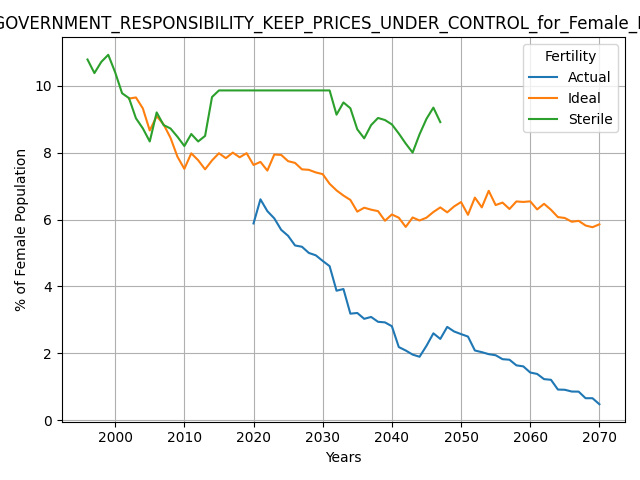 GOVERNMENT_RESPONSIBILITY_KEEP_PRICES_UNDER_CONTROL_for_Female_
Fertility
Actual
Ideal
Sterile
% of Female Population
10
8
6
4
2
0
2000 2010 2020 2030 2040 2050 2060 2070
Years